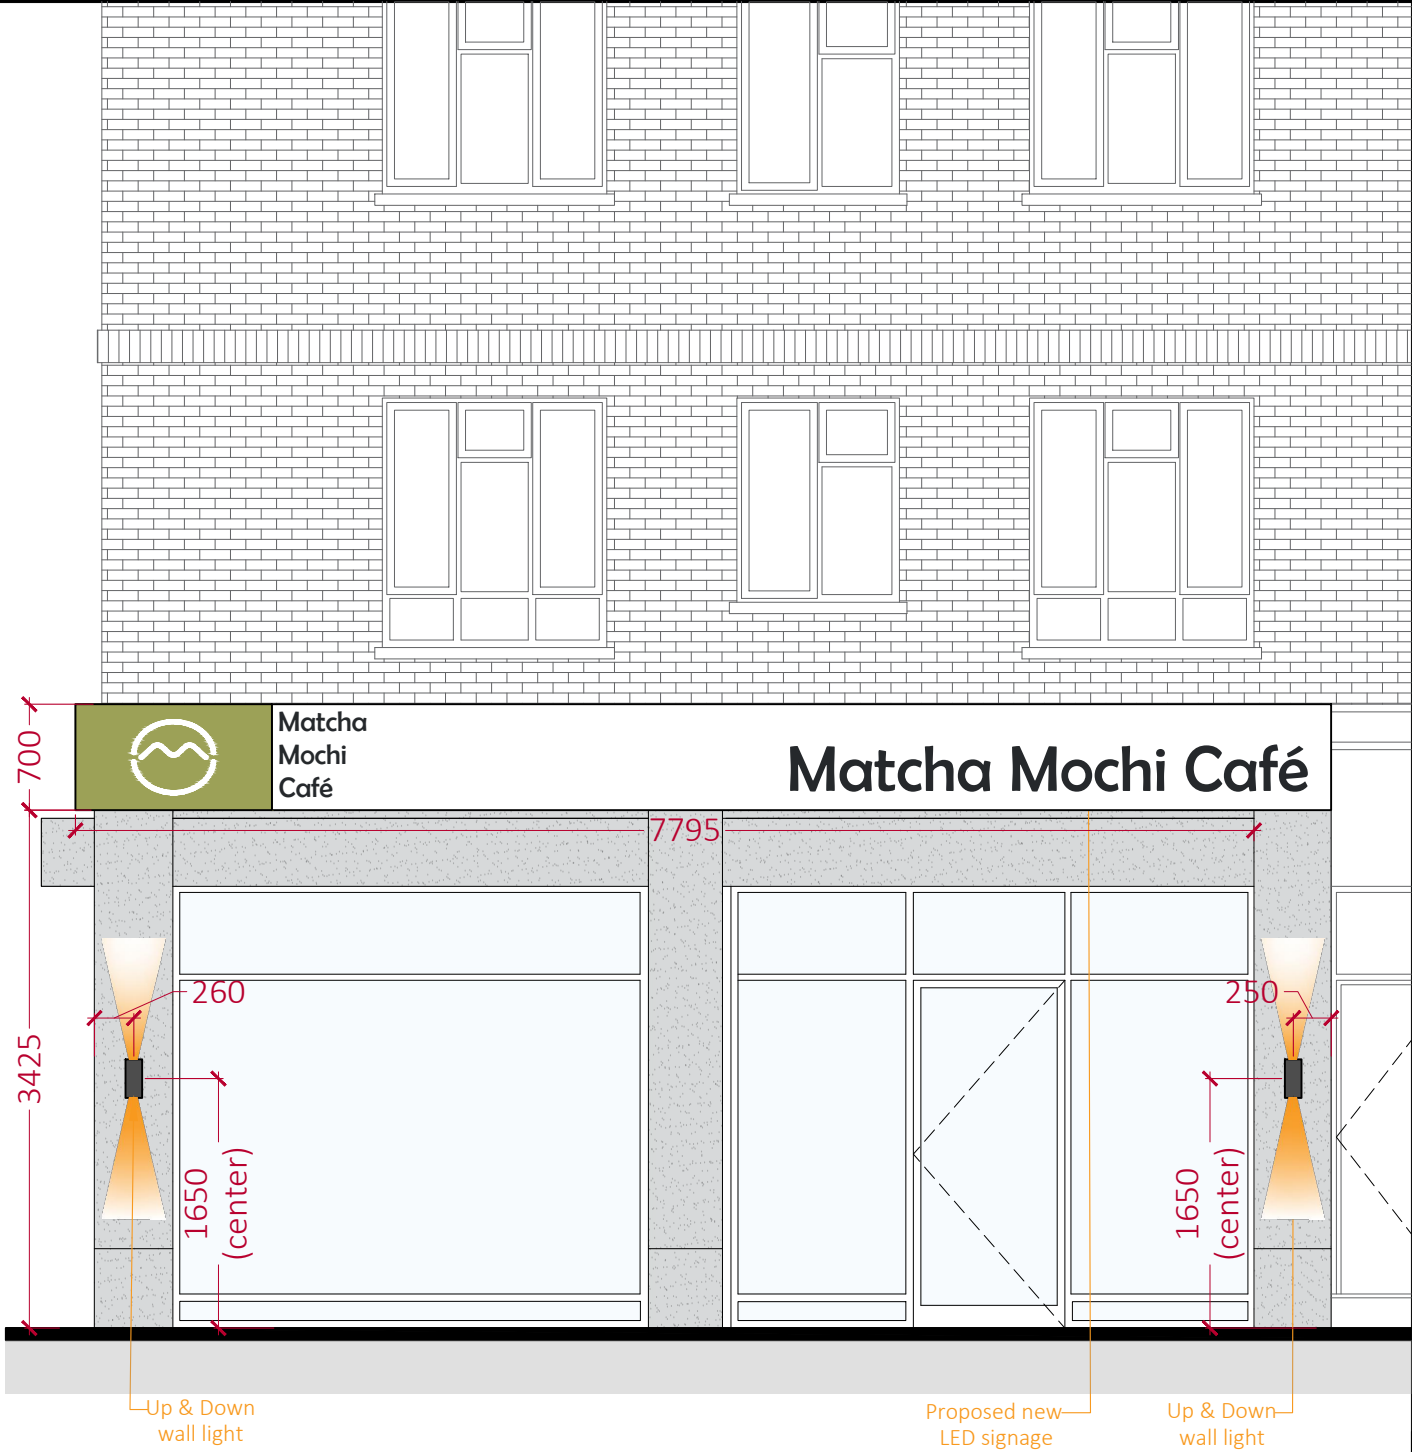 700
Matcha
Mochi
Café
Matcha Mochi Café
7795
260
250
3425
1650
(center)
1650
(center)
Up & Down
wall light
Proposed new
LED signage
Up & Down
wall light